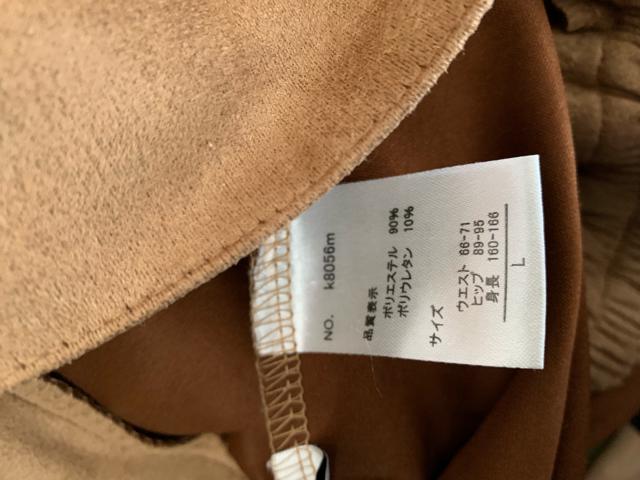 NO. k8056m
品質表示
ポリエステル 90%
ポリウレタン 10%
サイズ
ウエスト 66-71
ヒップ 89-95
身長 160-166
L